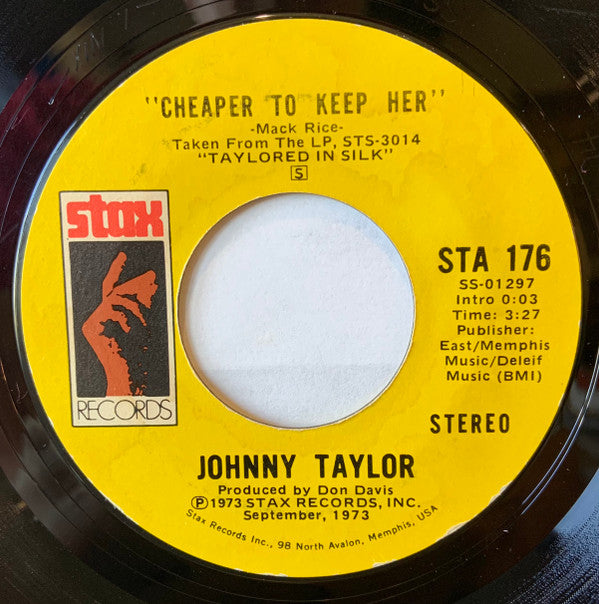 "CHEAPER TO KEEP HER"
-Mack Rice-
Taken From The LP, STS-3014
"TAYLORED IN SILK"
S
stax
RECORDS
STA 176
SS-01297
Intro 0:03
Time: 3:27
Publisher:
East/Memphis
Music/Deleif
Music (BMI)
STEREO
JOHNNY TAYLOR
Produced by Don Davis
Ⓟ1973 STAX RECORDS, INC.
September, 1973
Stax Records Inc., 98 North Avalon, Memphis, USA